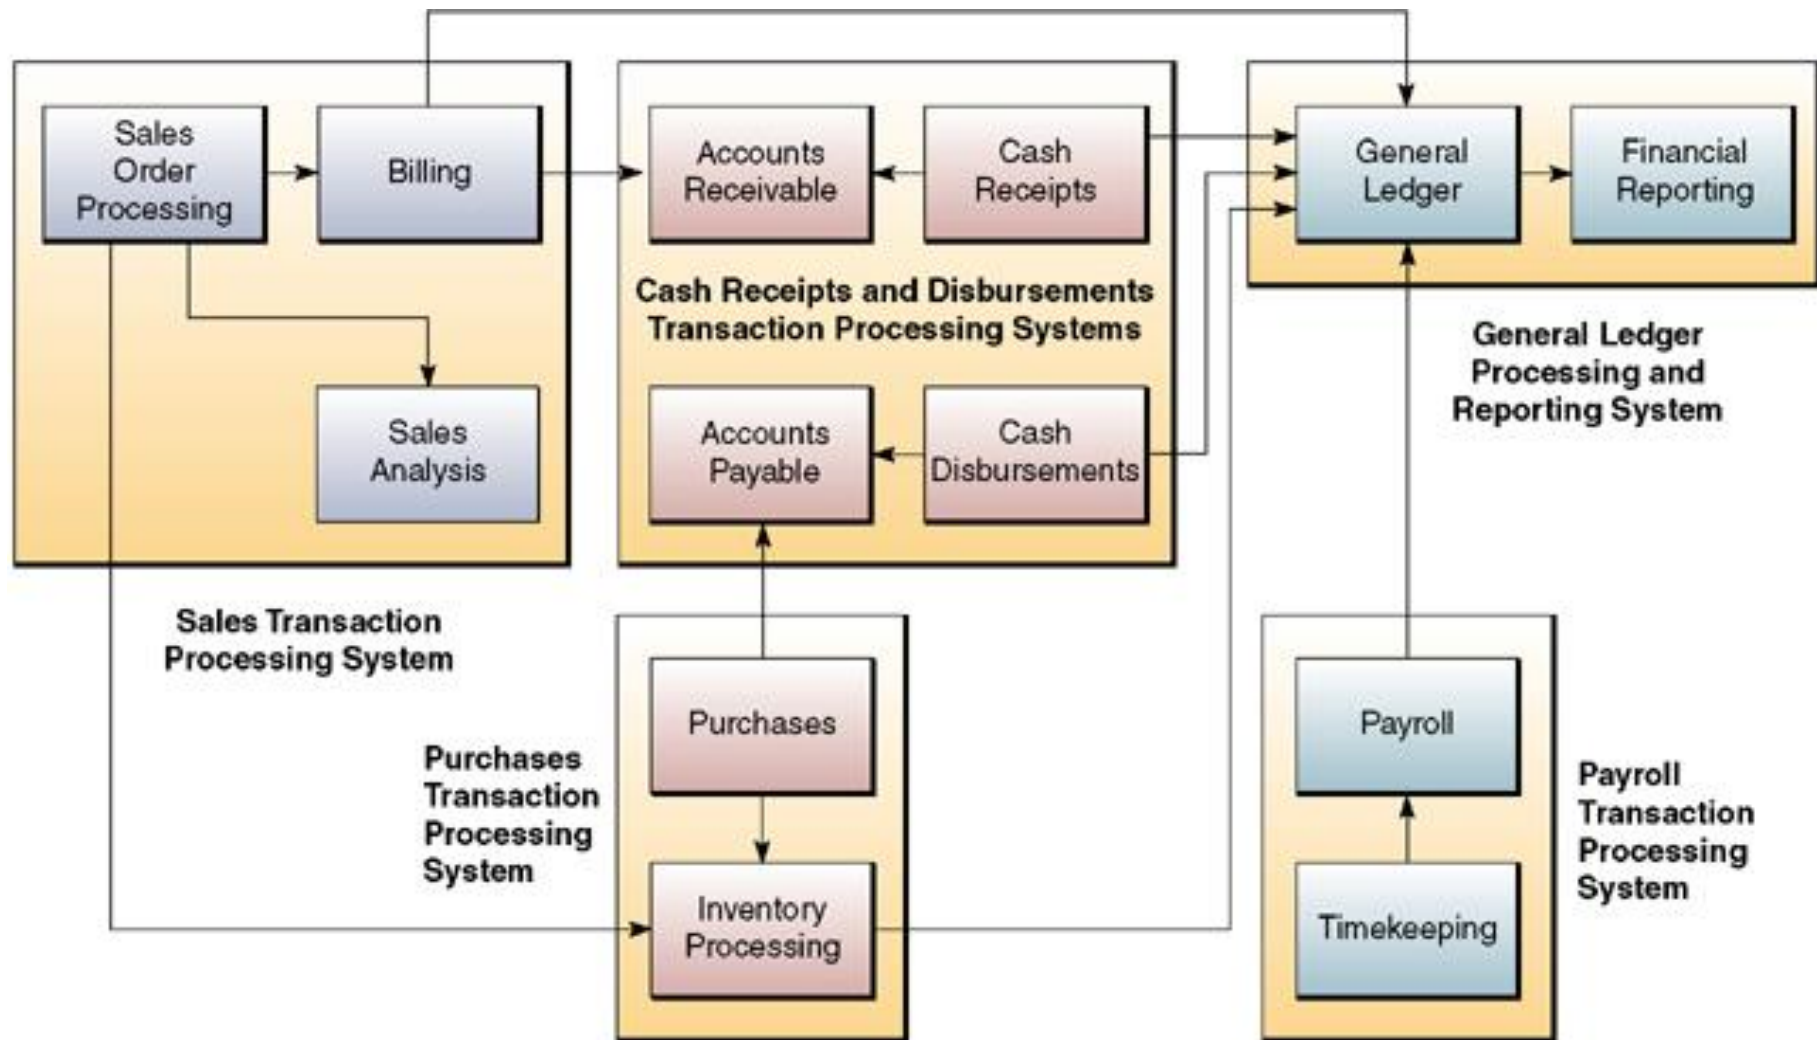 Sales
Order
Processing
Billing
Sales
Analysis
Sales Transaction
Processing System
Accounts
Receivable
Cash
Receipts
Cash Receipts and Disbursements
Transaction Processing Systems
Accounts
Payable
Cash
Disbursements
General
Ledger
Financial
Reporting
General Ledger
Processing and
Reporting System
Purchases
Transaction
Processing
System
Purchases
Inventory
Processing
Payroll
Timekeeping
Payroll
Transaction
Processing
System